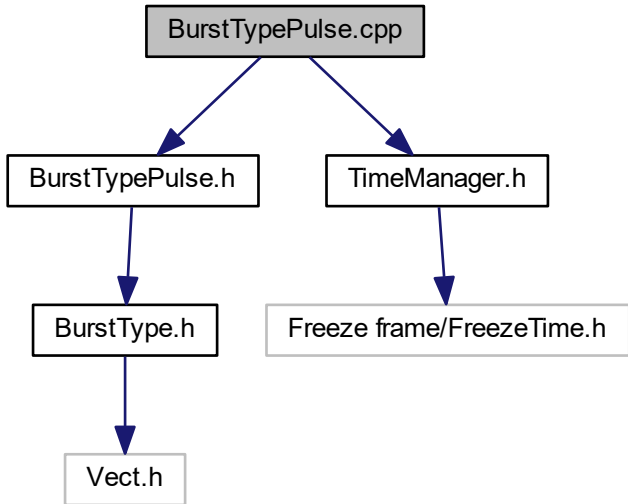 BurstTypePulse.cpp
BurstTypePulse.h
TimeManager.h
BurstType.h
Freeze frame/FreezeTime.h
Vect.h